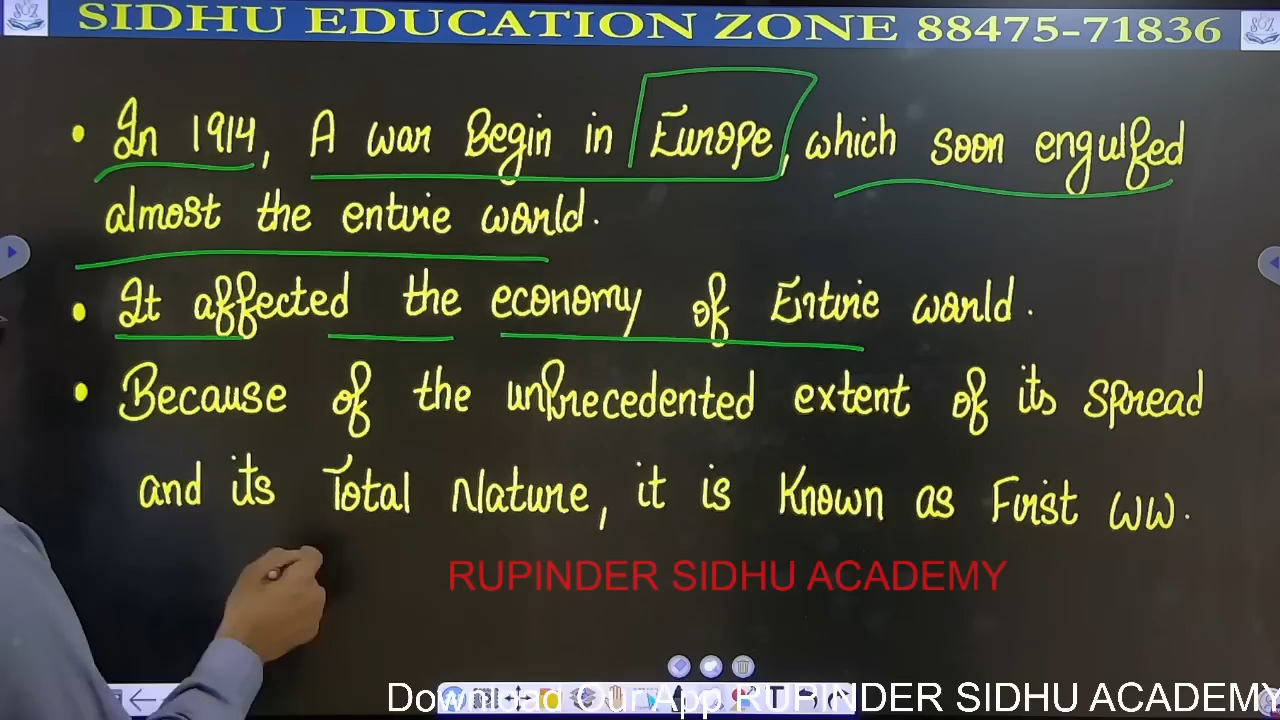 SIDHU EDUCATION ZONE 88475-71836
• In 1914, A war Begin in Europe, which soon engulfed
almost the entire world.
• It affected the economy of Entire world.
• Because of the unprecedented extent of its spread
and its Total Nature, it is Known as First WW.
RUPINDER SIDHU ACADEMY
Download Our App RUPINDER SIDHU ACADEMY